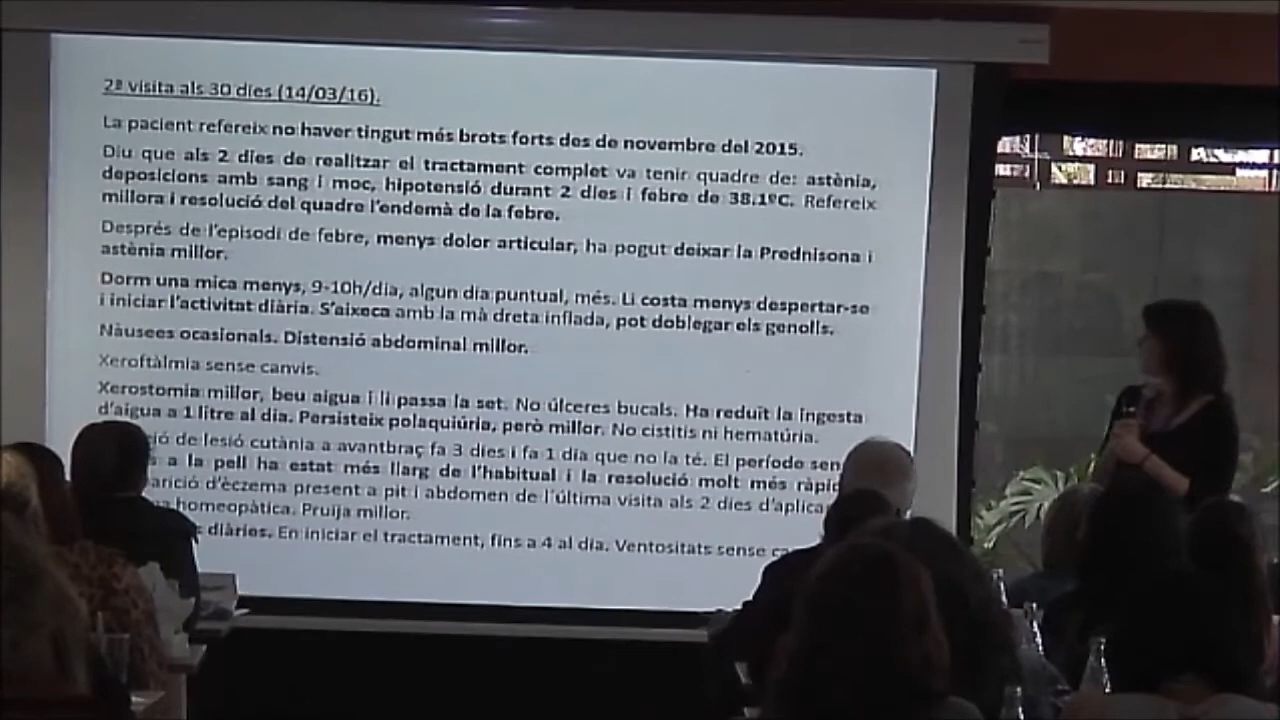 2ª visita als 30 dies (14/03/16).
La pacient refereix no haver tingut més brots forts des de novembre del 2015.
Diu que als 2 dies de realitzar el tractament complet va tenir quadre de: astènia,
deposicions amb sang i moc, hipotensió durant 2 dies i febre de 38.1ºC. Refereix
millora i resolució del quadre l'endemà de la febre.
Després de l'episodi de febre, menys dolor articular, ha pogut deixar la Prednisona i
astènia millor.
Dorm una mica menys, 9-10h/dia, algun dia puntual, més. Li costa menys despertar-se
i iniciar l'activitat diària. S'aixeca amb la mà dreta inflada, pot doblegar els genolls.
Nàusees ocasionals. Distensió abdominal millor.
Xeroftàlmia sense canvis.
Xerostomia millor, beu aigua i li passa la set. No úlceres bucals. Ha reduït la ingesta
d'aigua a 1 litre al dia. Persisteix polaquiúria, però millor. No cistitis ni hematúria.
ió de lesió cutània a avantbraç fa 3 dies i fa 1 dia que no la té. El període sen
a la pell ha estat més llarg de l'habitual i la resolució molt més ràpid
arició d'èczema present a pit i abdomen de l'última visita als 2 dies d'aplica
homeopàtica. Pruïja millor.
diàries. En iniciar el tractament, fins a 4 al dia. Ventositats sense ca